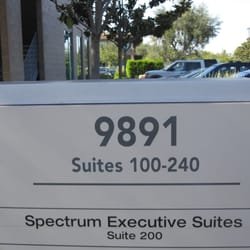 9891
Suites 100-240
Spectrum Executive Suites
Suite 200